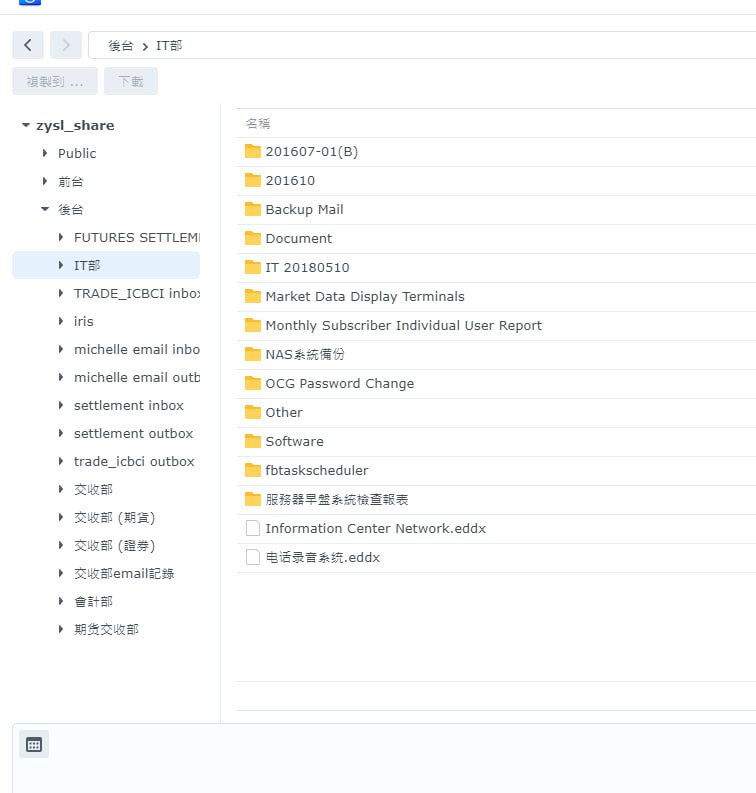 後台 › IT部
複製到 ... 下載
zysl_share
Public
前台
後台
FUTURES SETTLEM
IT部
TRADE_ICBCI inbox
iris
michelle email inbo
michelle email outb
settlement inbox
settlement outbox
trade_icbci outbox
交收部
交收部 (期貨)
交收部 (證券)
交收部email記錄
會計部
期货交收部
名稱
201607-01(B)
201610
Backup Mail
Document
IT 20180510
Market Data Display Terminals
Monthly Subscriber Individual User Report
NAS系統備份
OCG Password Change
Other
Software
fbtaskscheduler
服務器早盤系統檢查報表
Information Center Network.eddx
电话录音系统.eddx